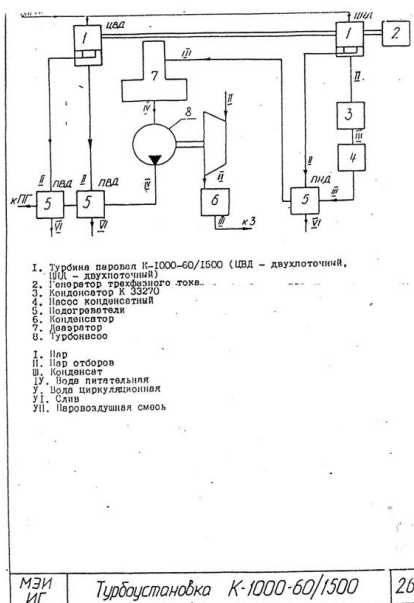 ЦВД
ЦНД
1
1
2
III
II
7
II
3
IV
8
III
4
II
II
II
II
ПНД
III
ПВД
ПВД
IV
к ПГ
5
5
6
5
VI
VI
III
к 3
VI
I. Турбина паровая К-1000-60/1500 (ЦВД - двухпоточный,
ЦНД - двухпоточный)
2. Генератор трехфазного тока
3. Конденсатор К 33270
4. Насос конденсатный
5. Подогреватели
6. Конденсатор
7. Деаэратор
8. Турбонасос
I. Пар
II. Пар отборов
Ш. Конденсат
IУ. Вода питательная
У. Вода циркуляционная
УI. Слив
УП. Паровоздушная смесь
МЭИ
ИГ
Турбоустановка К-1000-60/1500
26